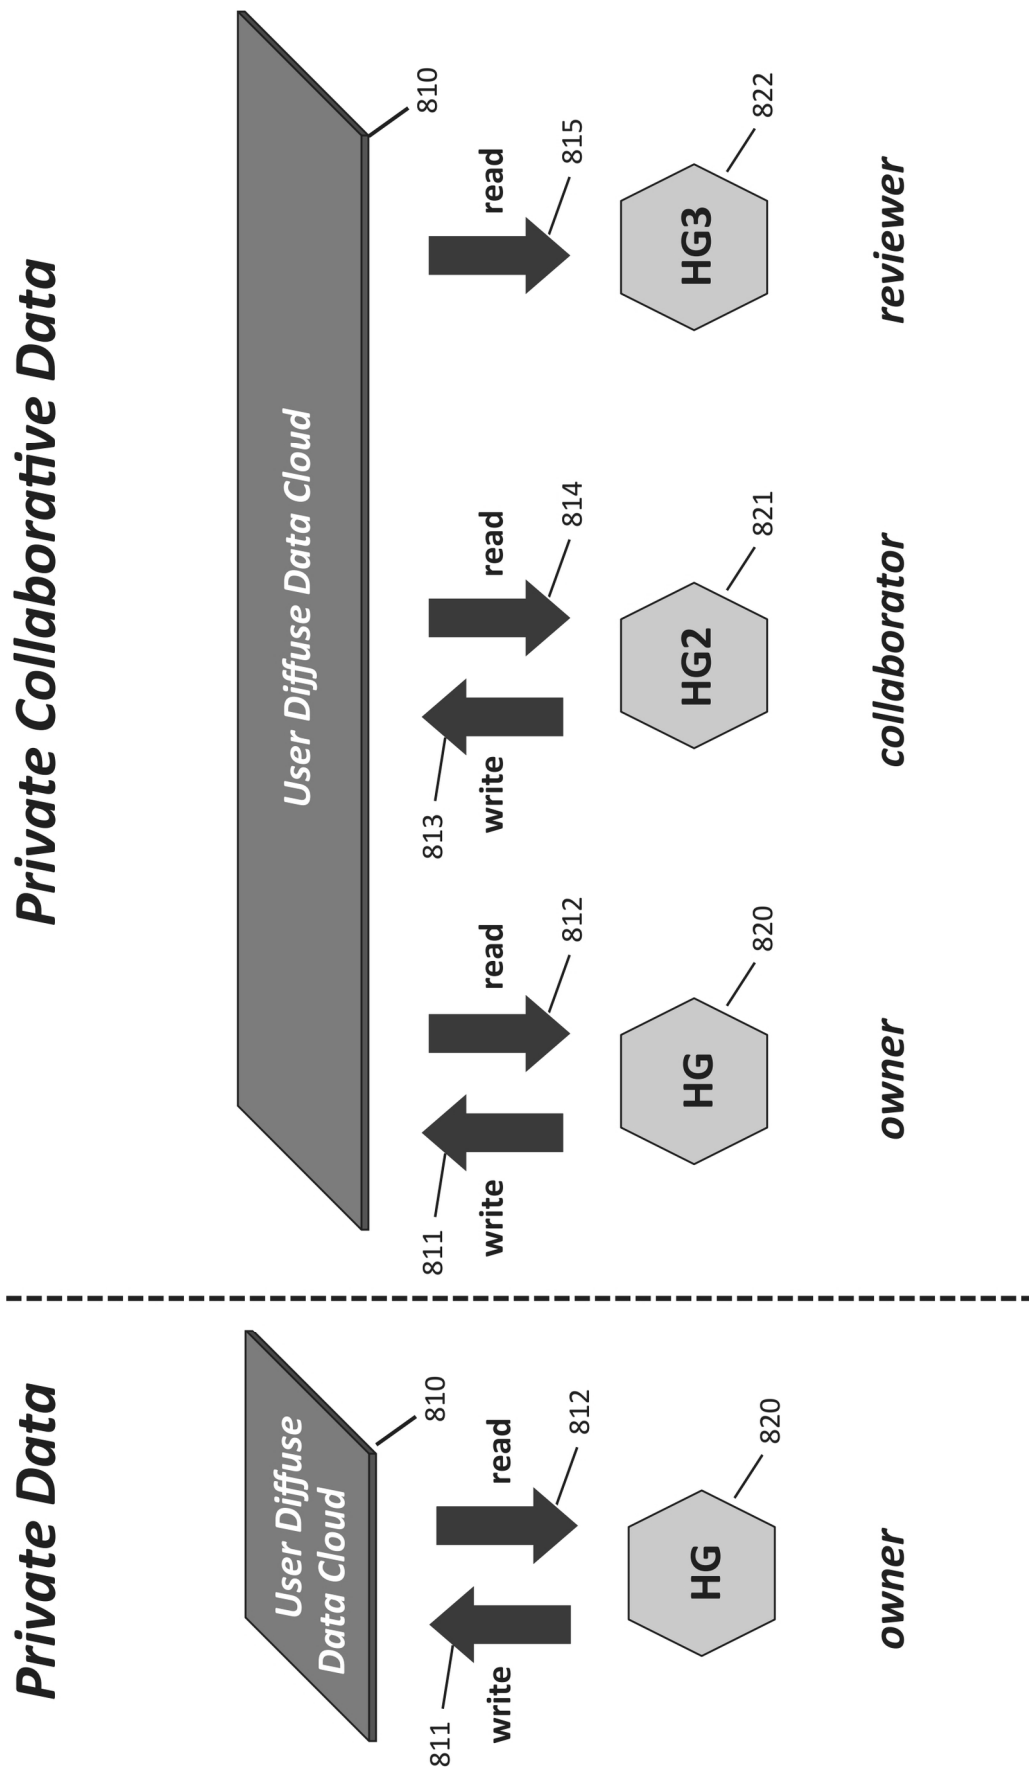 Private Data
User Diffuse
Data Cloud
810
811
write
read
812
HG
820
owner
Private Collaborative Data
User Diffuse Data Cloud
810
811
write
read
812
813
write
read
814
read
815
HG
820
HG2
821
HG3
822
owner
collaborator
reviewer